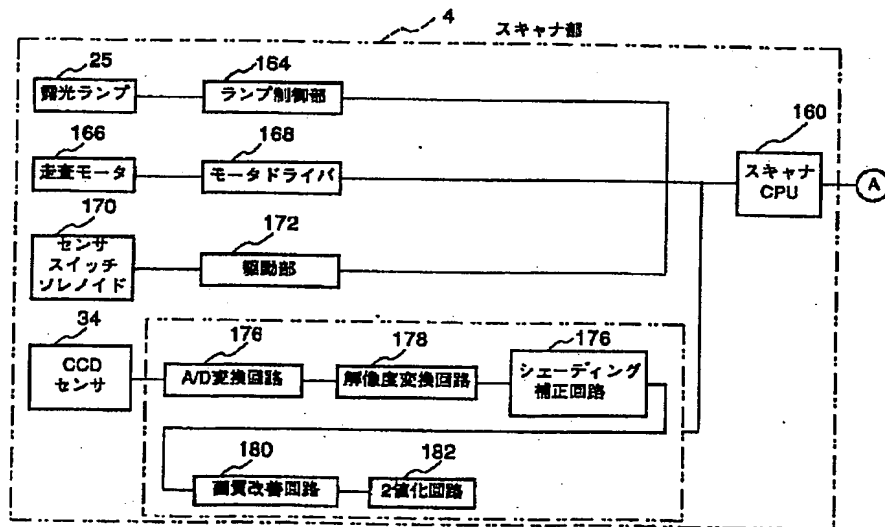 4
スキャナ部
25
露光ランプ
164
ランプ制御部
166
走査モータ
168
モータドライバ
160
スキャナ
CPU
A
170
センサ
スイッチ
ソレノイド
172
駆動部
34
CCD
センサ
176
A/D変換回路
178
解像度変換回路
176
シェーディング
補正回路
180
画質改善回路
182
2値化回路